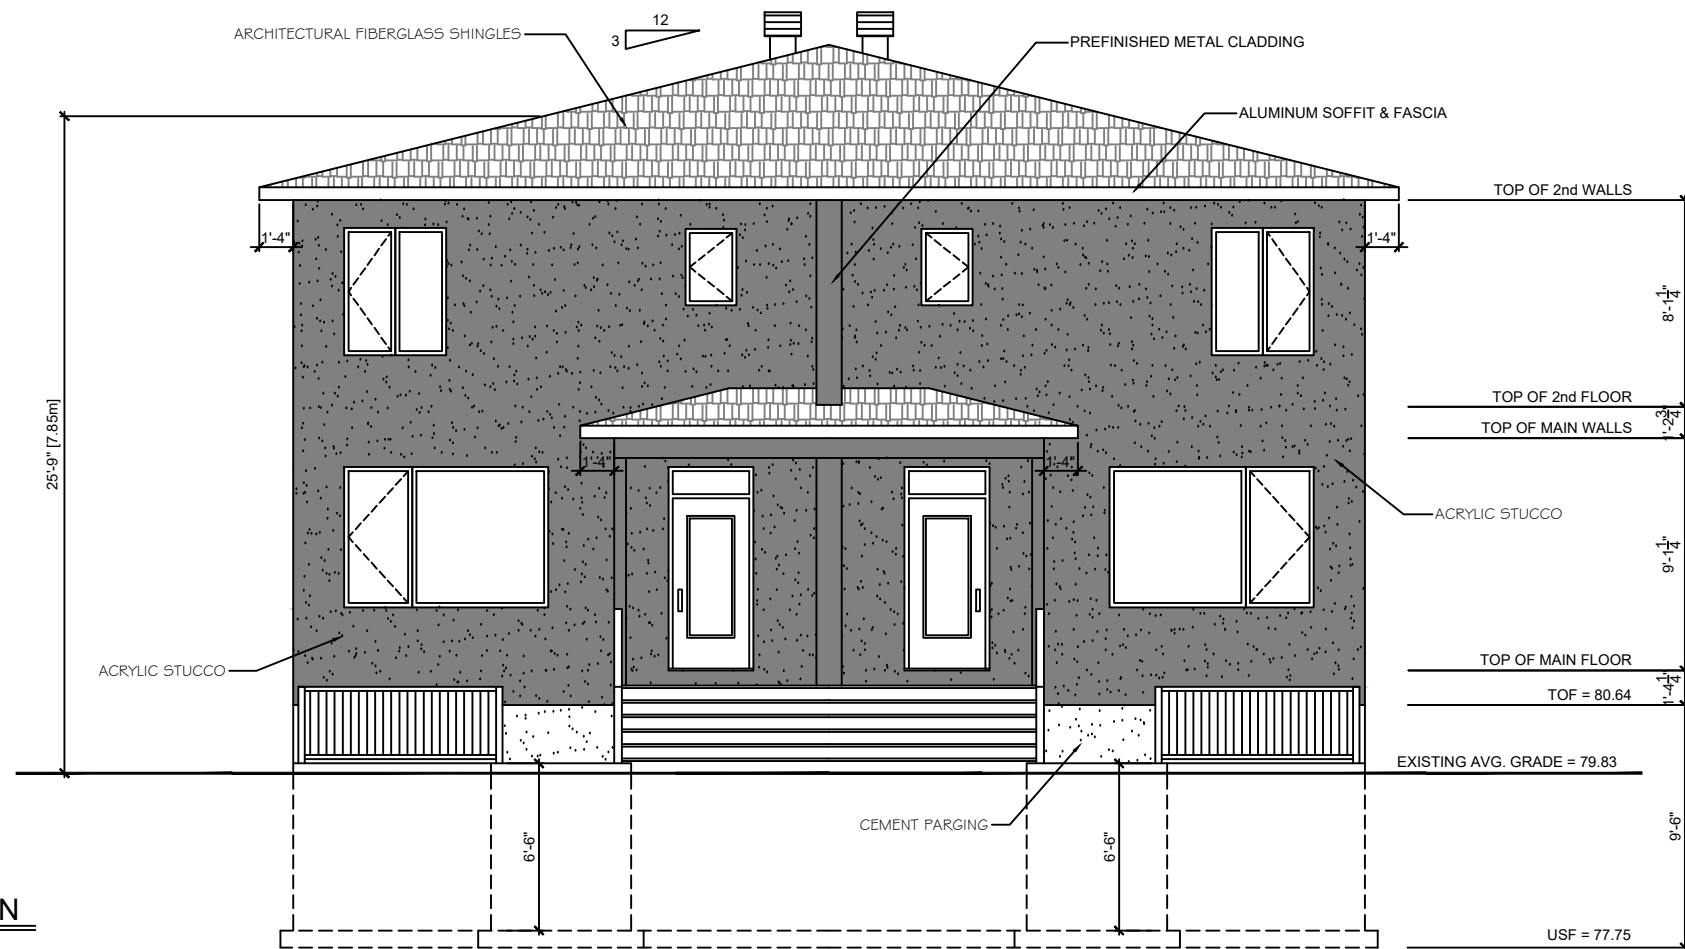 12
3
ARCHITECTURAL FIBERGLASS SHINGLES
PREFINISHED METAL CLADDING
ALUMINUM SOFFIT & FASCIA
TOP OF 2nd WALLS
1'-4"
1'-4"
8'-1 1/4"
25'-9" [7.85m]
TOP OF 2nd FLOOR
1'-2 3/4"
TOP OF MAIN WALLS
1'-4"
1'-4"
ACRYLIC STUCCO
9'-1 1/4"
TOP OF MAIN FLOOR
ACRYLIC STUCCO
1'-4 1/4"
TOF = 80.64
EXISTING AVG. GRADE = 79.83
CEMENT PARGING
6'-6"
6'-6"
9'-6"
N
USF = 77.75